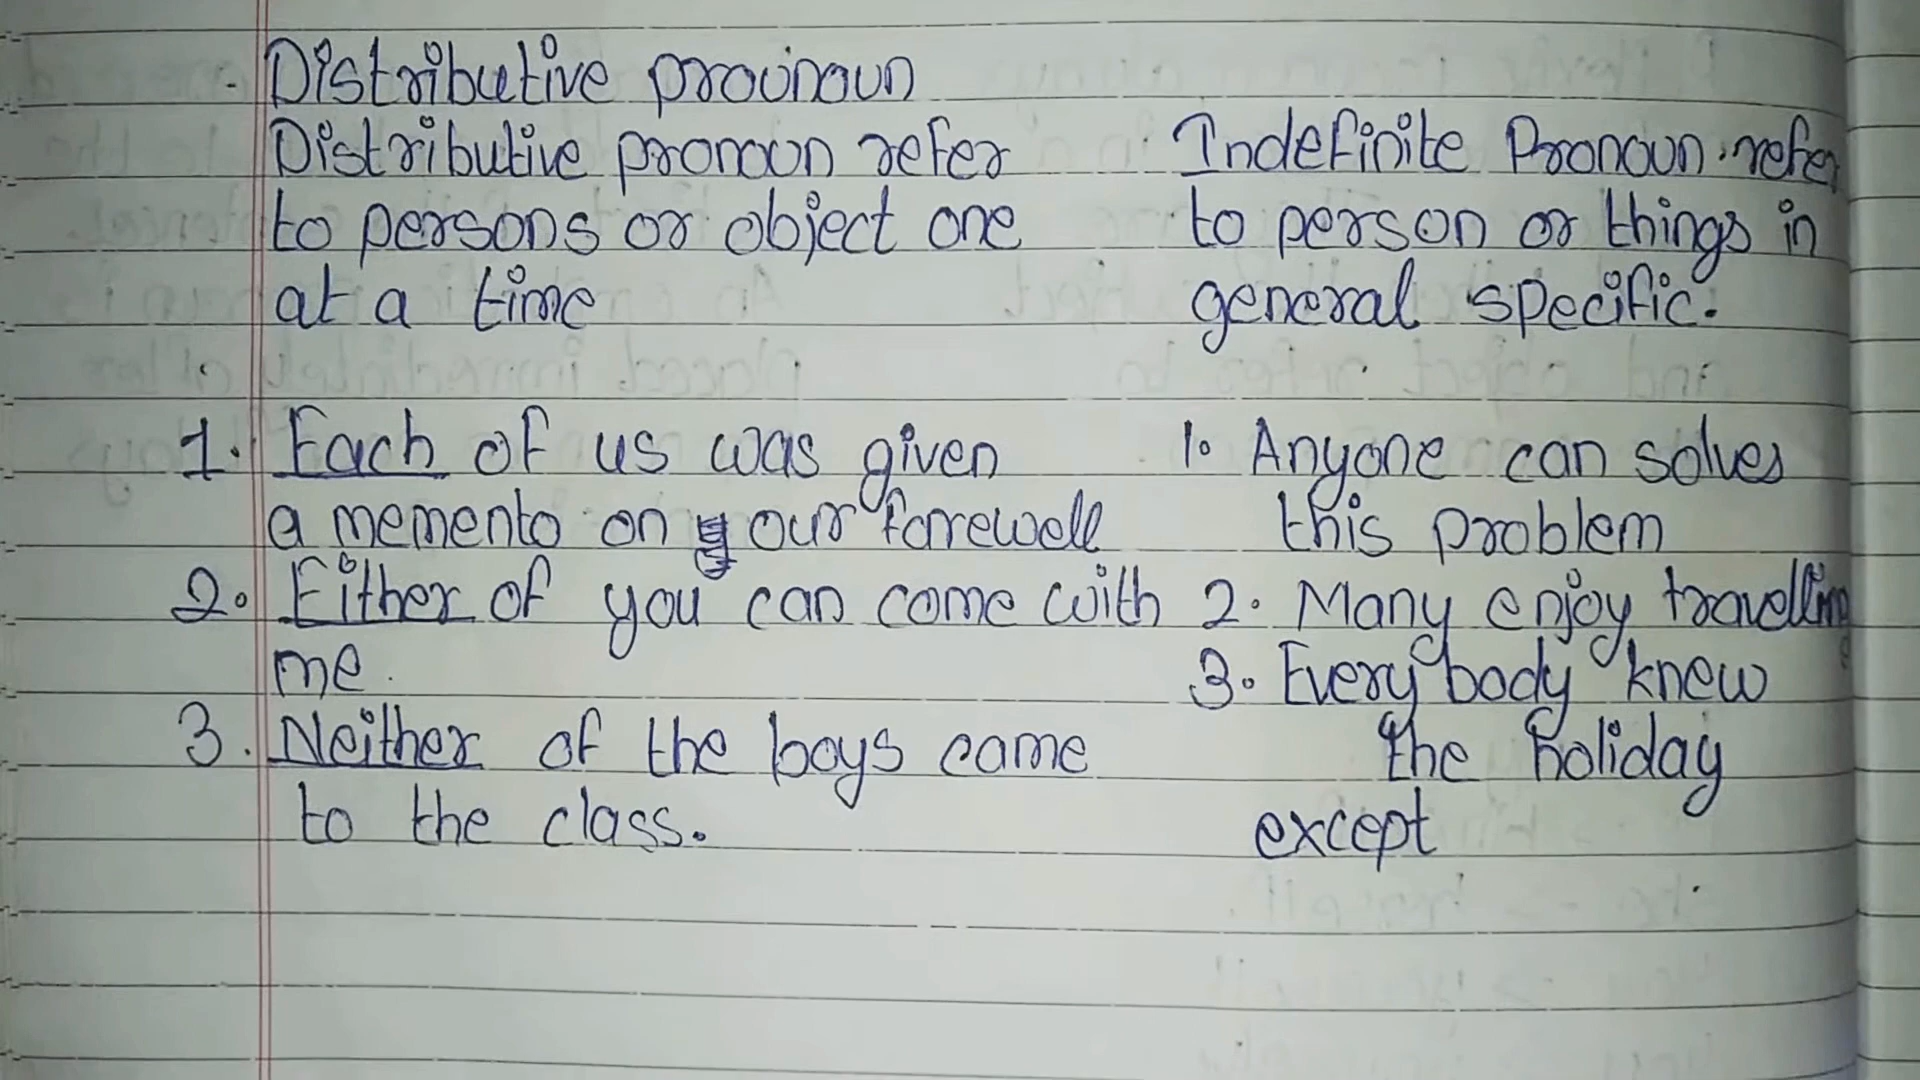 Distributive prounoun
Distributive pronoun refer
to persons or object one
at a time
1. Each of us was given
a memento on our farewell
2. Either of you can come with
me.
3. Neither of the boys came
to the class.
Indefinite Pronoun refer
to person or things in
general specific.
1. Anyone can solves
this problem
2. Many enjoy travelling
3. Everybody knew
the holiday
except